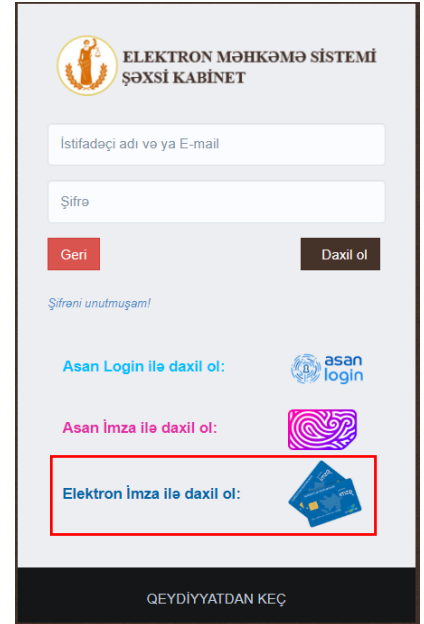 ELEKTRON MƏHKƏMƏ SİSTEMİ
ŞƏXSİ KABİNET
İstifadəçi adı və ya E-mail
Şifrə
Geri
Daxil ol
Şifrəni unutmuşam!
Asan Login ilə daxil ol:
asan
login
Asan İmza ilə daxil ol:
Elektron İmza ilə daxil ol:
QEYDİYYATDAN KEÇ